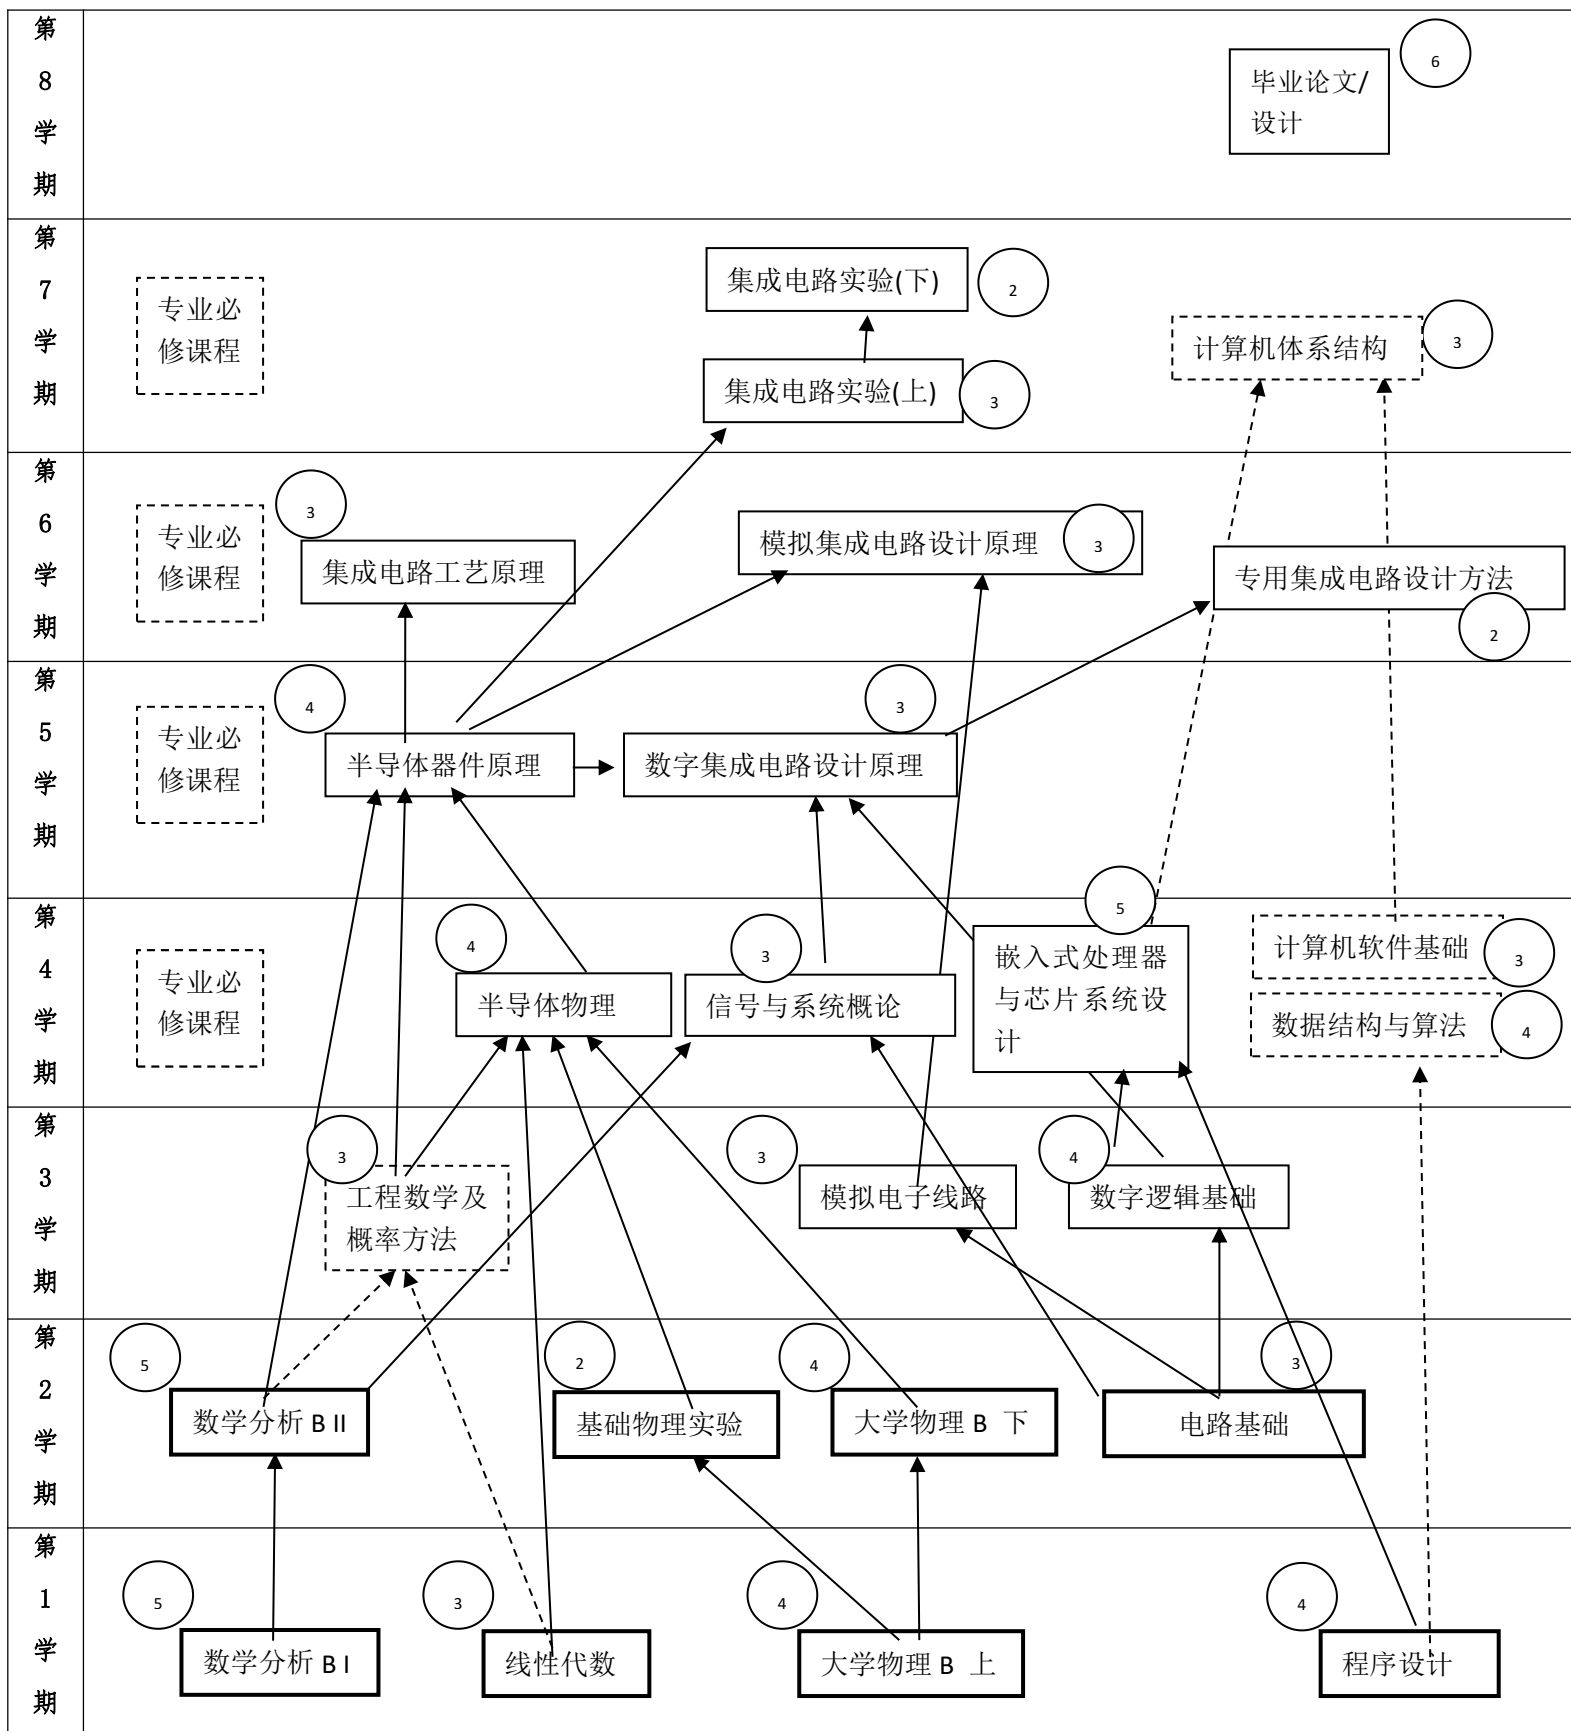 第
8
学
期
6
毕业论文/
设计
第
7
学
期
专业必
修课程
集成电路实验(下)
2
计算机体系结构
3
集成电路实验(上)
3
第
6
学
期
专业必
修课程
3
集成电路工艺原理
模拟集成电路设计原理
3
专用集成电路设计方法
2
第
5
学
期
专业必
修课程
4
半导体器件原理
3
数字集成电路设计原理
第
4
学
期
专业必
修课程
4
半导体物理
3
信号与系统概论
5
嵌入式处理器
与芯片系统设
计
计算机软件基础
3
数据结构与算法
4
第
3
学
期
3
工程数学及
概率方法
3
模拟电子线路
4
数字逻辑基础
第
2
学
期
5
数学分析 B II
2
基础物理实验
4
大学物理 B 下
3
电路基础
第
1
学
期
5
数学分析 B I
3
线性代数
4
大学物理 B 上
4
程序设计